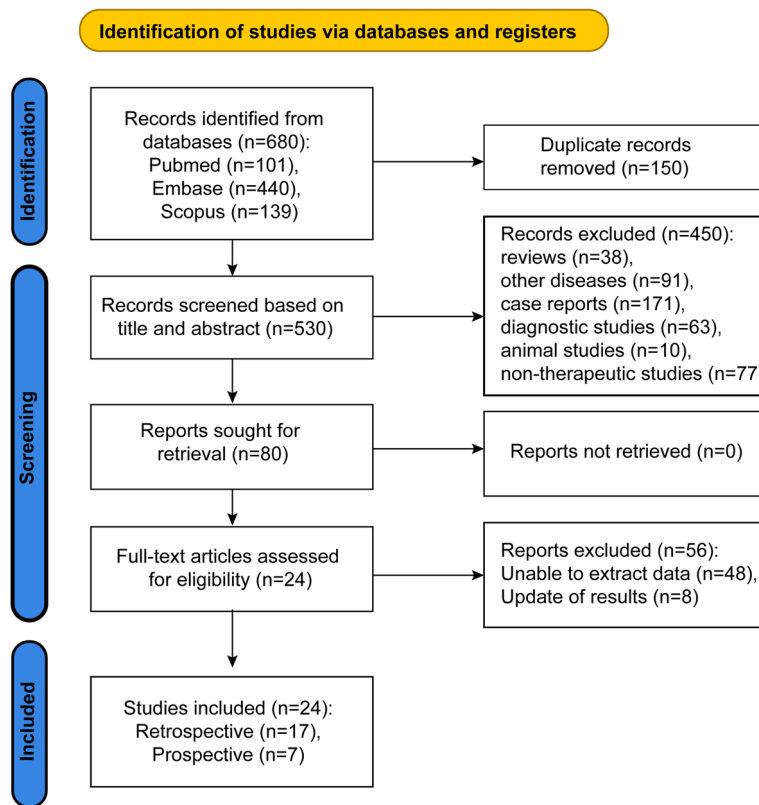 Identification of studies via databases and registers
Identification
Records identified from
databases (n=680):
Pubmed (n=101),
Embase (n=440),
Scopus (n=139)
Duplicate records
removed (n=150)
Screening
Records screened based on
title and abstract (n=530)
Records excluded (n=450):
reviews (n=38),
other diseases (n=91),
case reports (n=171),
diagnostic studies (n=63),
animal studies (n=10),
non-therapeutic studies (n=77
Reports sought for
retrieval (n=80)
Reports not retrieved (n=0)
Full-text articles assessed
for eligibility (n=24)
Reports excluded (n=56):
Unable to extract data (n=48),
Update of results (n=8)
Included
Studies included (n=24):
Retrospective (n=17),
Prospective (n=7)